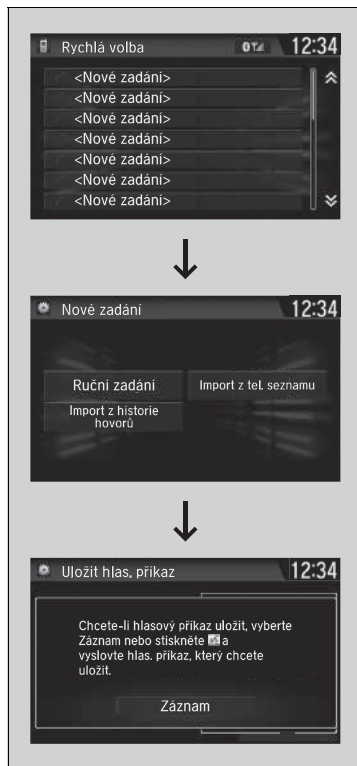 Rychlá volba 12:34
<Nové zadání>
<Nové zadání>
<Nové zadání>
<Nové zadání>
<Nové zadání>
<Nové zadání>
<Nové zadání>
Nové zadání 12:34
Ruční zadání
Import z tel. seznamu
Import z historie
hovorů
Uložit hlas. příkaz 12:34
Chcete-li hlasový příkaz uložit, vyberte
Záznam nebo stiskněte a
vyslovte hlas. příkaz, který chcete
uložit.
Záznam